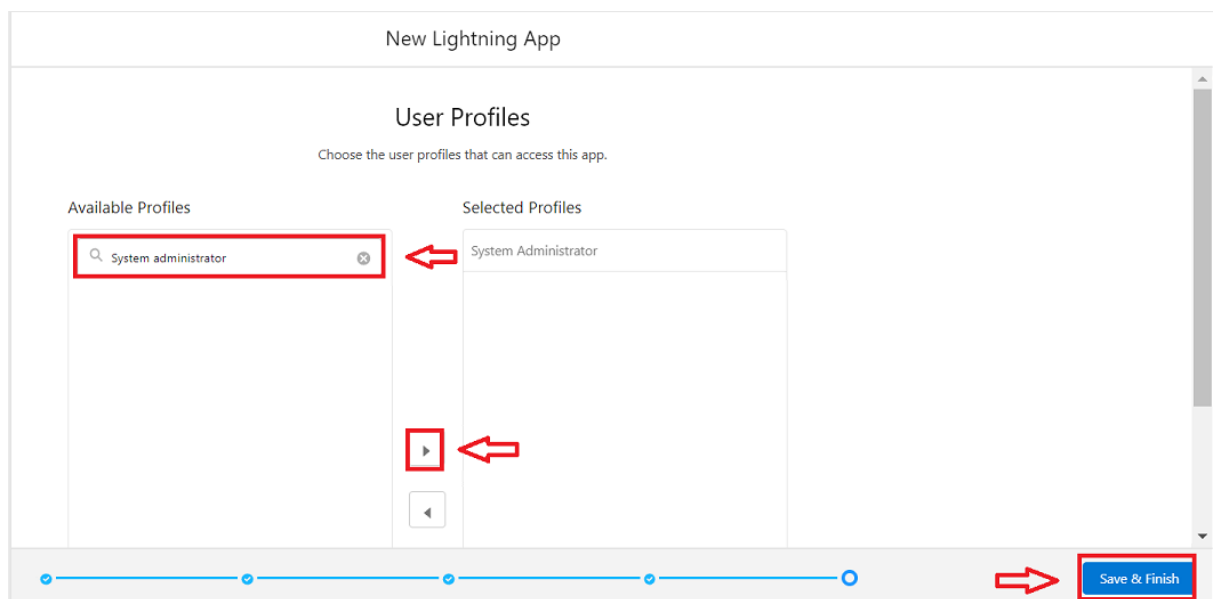 New Lightning App
User Profiles
Choose the user profiles that can access this app.
Available Profiles
Selected Profiles
System administrator
System Administrator
Save & Finish